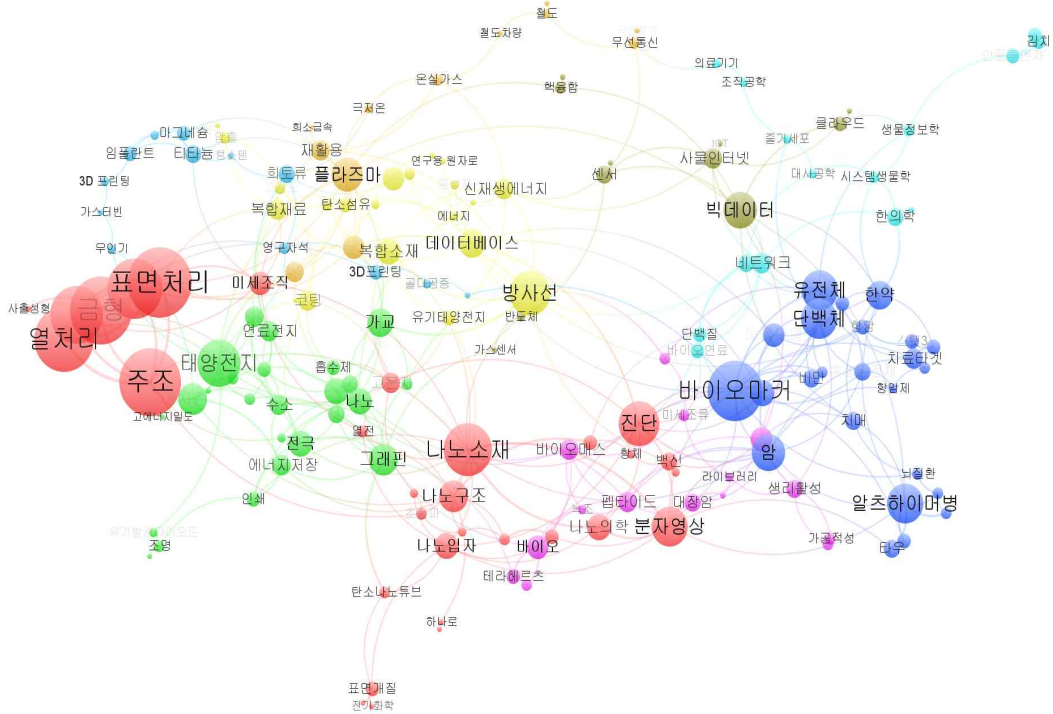 철도
철도차량
무선통신
김치
의료기기
조직공학
온실가스
핵융합
극저온
희소금속
마그네슘
임플란트
티타늄
텅스텐
재활용
클라우드
생물정보학
줄기세포
IoT
사물인터넷
연구용 원자로
플라즈마
희토류
센서
대사공학
시스템생물학
3D 프린팅
신재생에너지
탄소섬유
복합재료
가스터빈
에너지
빅데이터
한의학
무인기
영구자석
복합소재
데이터베이스
네트워크
3D프린팅
표면처리
미세조직
골다공증
유전체
한약
방사선
코팅
사출성형
금형
유기태양전지
반도체
단백체
가교
연료전지
열처리
단백질
바이오연료
가스센서
치료타겟
태양전지
흡수제
주조
비만
항암제
바이오마커
나노
수소
고에너지밀도
미세조류
진단
치매
열전
전극
나노소재
바이오매스
항체
암
그래핀
에너지저장
백신
뇌질환
라이브러리
생리활성
인쇄
나노구조
펩타이드
대장암
알츠하이머병
나노의학
분자영상
가공적성
조명
나노입자
바이오
타우
테라헤르츠
탄소나노튜브
하나로
표면개질
전기화학